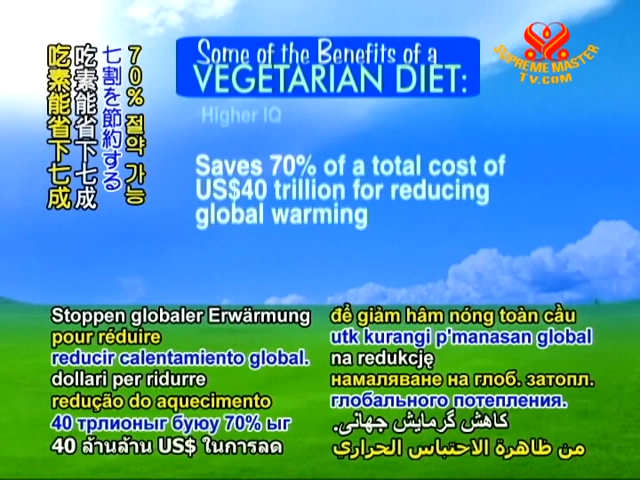 Some of the Benefits of a
VEGETARIAN DIET:
SUPREME MASTER
TV.COM
Higher IQ
Saves 70% of a total cost of
US$40 trillion for reducing
global warming
70% 절약 가능
七割を節約する
吃素能省下七成
吃素能省下七成
Stoppen globaler Erwärmung
pour réduire
reducir calentamiento global.
dollari per ridurre
redução do aquecimento
40 трлионыг буюу 70% ыг
40 ล้านล้าน US$ ในการลด
để giảm hâm nóng toàn cầu
utk kurangi p'manasan global
na redukcję
намаляване на глоб. затопл.
глобального потепления.
کاهش گرمایش جهانی.
من ظاهرة الاحتباس الحراري